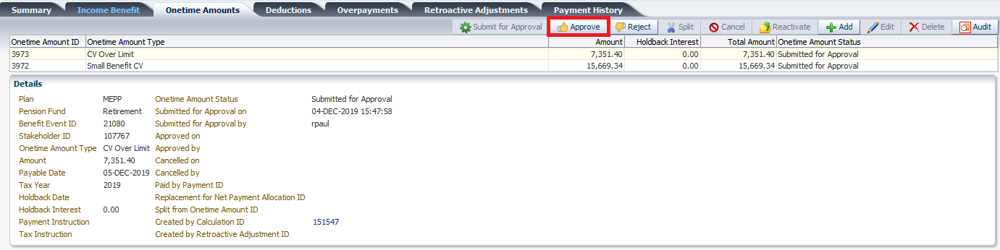 Summary Income Benefit Onetime Amounts Deductions Overpayments Retroactive Adjustments Payment History
Submit for Approval Approve Reject Split Cancel Reactivate Add Edit Delete Audit
Onetime Amount ID Onetime Amount Type Amount Holdback Interest Total Amount Onetime Amount Status
3973 CV Over Limit 7,351.40 0.00 7,351.40 Submitted for Approval
3972 Small Benefit CV 15,669.34 0.00 15,669.34 Submitted for Approval
Details
Plan MEPP Onetime Amount Status Submitted for Approval
Pension Fund Retirement Submitted for Approval on 04-DEC-2019 15:47:58
Benefit Event ID 21080 Submitted for Approval by rpaul
Stakeholder ID 107767 Approved on
Onetime Amount Type CV Over Limit Approved by
Amount 7,351.40 Cancelled on
Payable Date 05-DEC-2019 Cancelled by
Tax Year 2019 Paid by Payment ID
Holdback Date Replacement for Net Payment Allocation ID
Holdback Interest 0.00 Split from Onetime Amount ID
Payment Instruction Created by Calculation ID 151547
Tax Instruction Created by Retroactive Adjustment ID